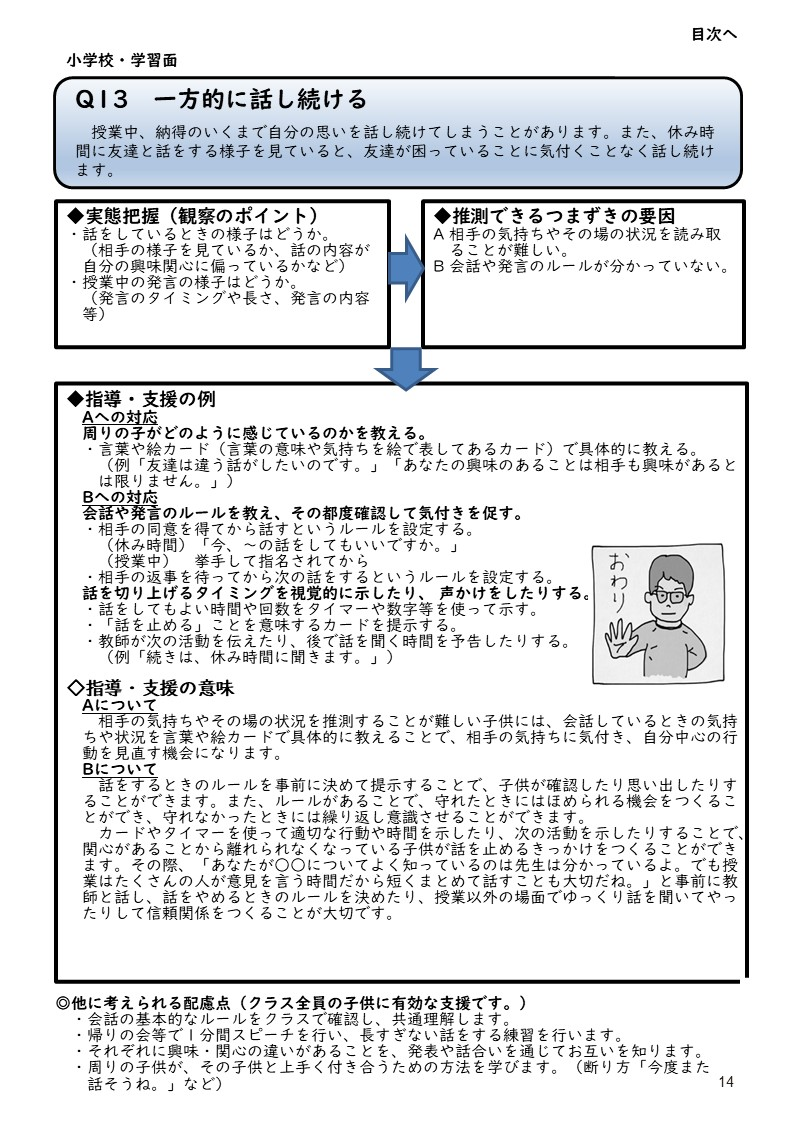 目次へ
小学校・学習面
Q13　一方的に話し続ける
　授業中、納得のいくまで自分の思いを話し続けてしまうことがあります。また、休み時
間に友達と話をする様子を見ていると、友達が困っていることに気付くことなく話し続け
ます。
◆実態把握（観察のポイント）
・話をしているときの様子はどうか。
（相手の様子を見ているか、話の内容が
自分の興味関心に偏っているかなど）
・授業中の発言の様子はどうか。
（発言のタイミングや長さ、発言の内容
等）
◆推測できるつまずきの要因
A 相手の気持ちやその場の状況を読み取
ることが難しい。
B 会話や発言のルールが分かっていない。
◆指導・支援の例
Aへの対応
周りの子がどのように感じているのかを教える。
・言葉や絵カード（言葉の意味や気持ちを絵で表してあるカード）で具体的に教える。
（例「友達は違う話がしたいのです。」「あなたの興味のあることは相手も興味があると
は限りません。」）
Bへの対応
会話や発言のルールを教え、その都度確認して気付きを促す。
・相手の同意を得てから話すというルールを設定する。
（休み時間）「今、～の話をしてもいいですか。」
（授業中）　挙手して指名されてから
・相手の返事を待ってから次の話をするというルールを設定する。
話を切り上げるタイミングを視覚的に示したり、 声かけをしたりする。
・話をしてもよい時間や回数をタイマーや数字等を使って示す。
・「話を止める」ことを意味するカードを提示する。
・教師が次の活動を伝えたり、後で話を聞く時間を予告したりする。
（例「続きは、休み時間に聞きます。」）
おわり
◇指導・支援の意味
Aについて
　相手の気持ちやその場の状況を推測することが難しい子供には、会話しているときの気持
ちや状況を言葉や絵カードで具体的に教えることで、相手の気持ちに気付き、自分中心の行
動を見直す機会になります。
Bについて
　話をするときのルールを事前に決めて提示することで、子供が確認したり思い出したりす
ることができます。また、ルールがあることで、守れたときにはほめられる機会をつくるこ
とができ、守れなかったときには繰り返し意識させることができます。
　カードやタイマーを使って適切な行動や時間を示したり、次の活動を示したりすることで、
関心があることから離れられなくなっている子供が話を止めるきっかけをつくることができ
ます。その際、「あなたが○○についてよく知っているのは先生は分かっているよ。でも授
業はたくさんの人が意見を言う時間だから短くまとめて話すことも大切だね。」と事前に教
師と話し、話をやめるときのルールを決めたり、授業以外の場面でゆっくり話を聞いてやっ
たりして信頼関係をつくることが大切です。
◎他に考えられる配慮点（クラス全員の子供に有効な支援です。）
・会話の基本的なルールをクラスで確認し、共通理解します。
・帰りの会等で１分間スピーチを行い、長すぎない話をする練習を行います。
・それぞれに興味・関心の違いがあることを、発表や話合いを通じてお互いを知ります。
・周りの子供が、その子供と上手く付き合うための方法を学びます。（断り方「今度また
話そうね。」など）
14